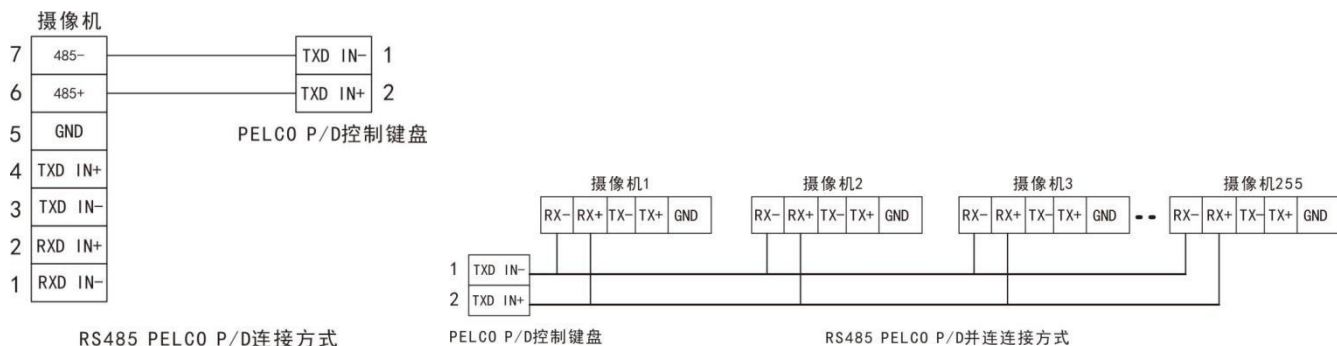 摄像机
7 485- TXD IN- 1
6 485+ TXD IN+ 2
5 GND PELCO P/D控制键盘
4 TXD IN+
3 TXD IN-
2 RXD IN+
1 RXD IN-
RS485 PELCO P/D连接方式
摄像机1 摄像机2 摄像机3 摄像机255
RX- RX+ TX- TX+ GND RX- RX+ TX- TX+ GND RX- RX+ TX- TX+ GND -- RX- RX+ TX- TX+ GND
1 TXD IN-
2 TXD IN+
PELCO P/D控制键盘 RS485 PELCO P/D并连连接方式